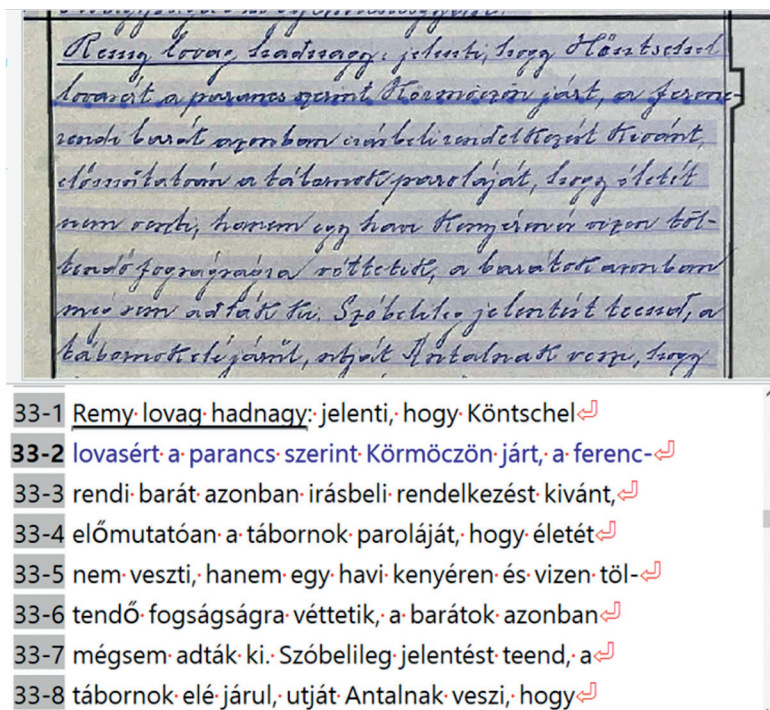 Remy lovag hadnagy: jelenti, hogy Köntschel
lovasért a parancs szerint Körmöczön járt, a ferenc-
rendi barát azonban irásbeli rendelkezést kivánt,
előmutatóan a tábornok paroláját, hogy életét
nem veszti, hanem egy havi kenyéren és vizen töl-
tendő fogságságra véttetik, a barátok azonban
mégsem adták ki. Szóbelileg jelentést teend, a
tábornok elé járul, utját Antalnak veszi, hogy
33-1 Remy lovag hadnagy: jelenti, hogy Köntschel
33-2 lovasért a parancs szerint Körmöczön járt, a ferenc-
33-3 rendi barát azonban irásbeli rendelkezést kivánt,
33-4 előmutatóan a tábornok paroláját, hogy életét
33-5 nem veszti, hanem egy havi kenyéren és vizen töl-
33-6 tendő fogságságra véttetik, a barátok azonban
33-7 mégsem adták ki. Szóbelileg jelentést teend, a
33-8 tábornok elé járul, utját Antalnak veszi, hogy